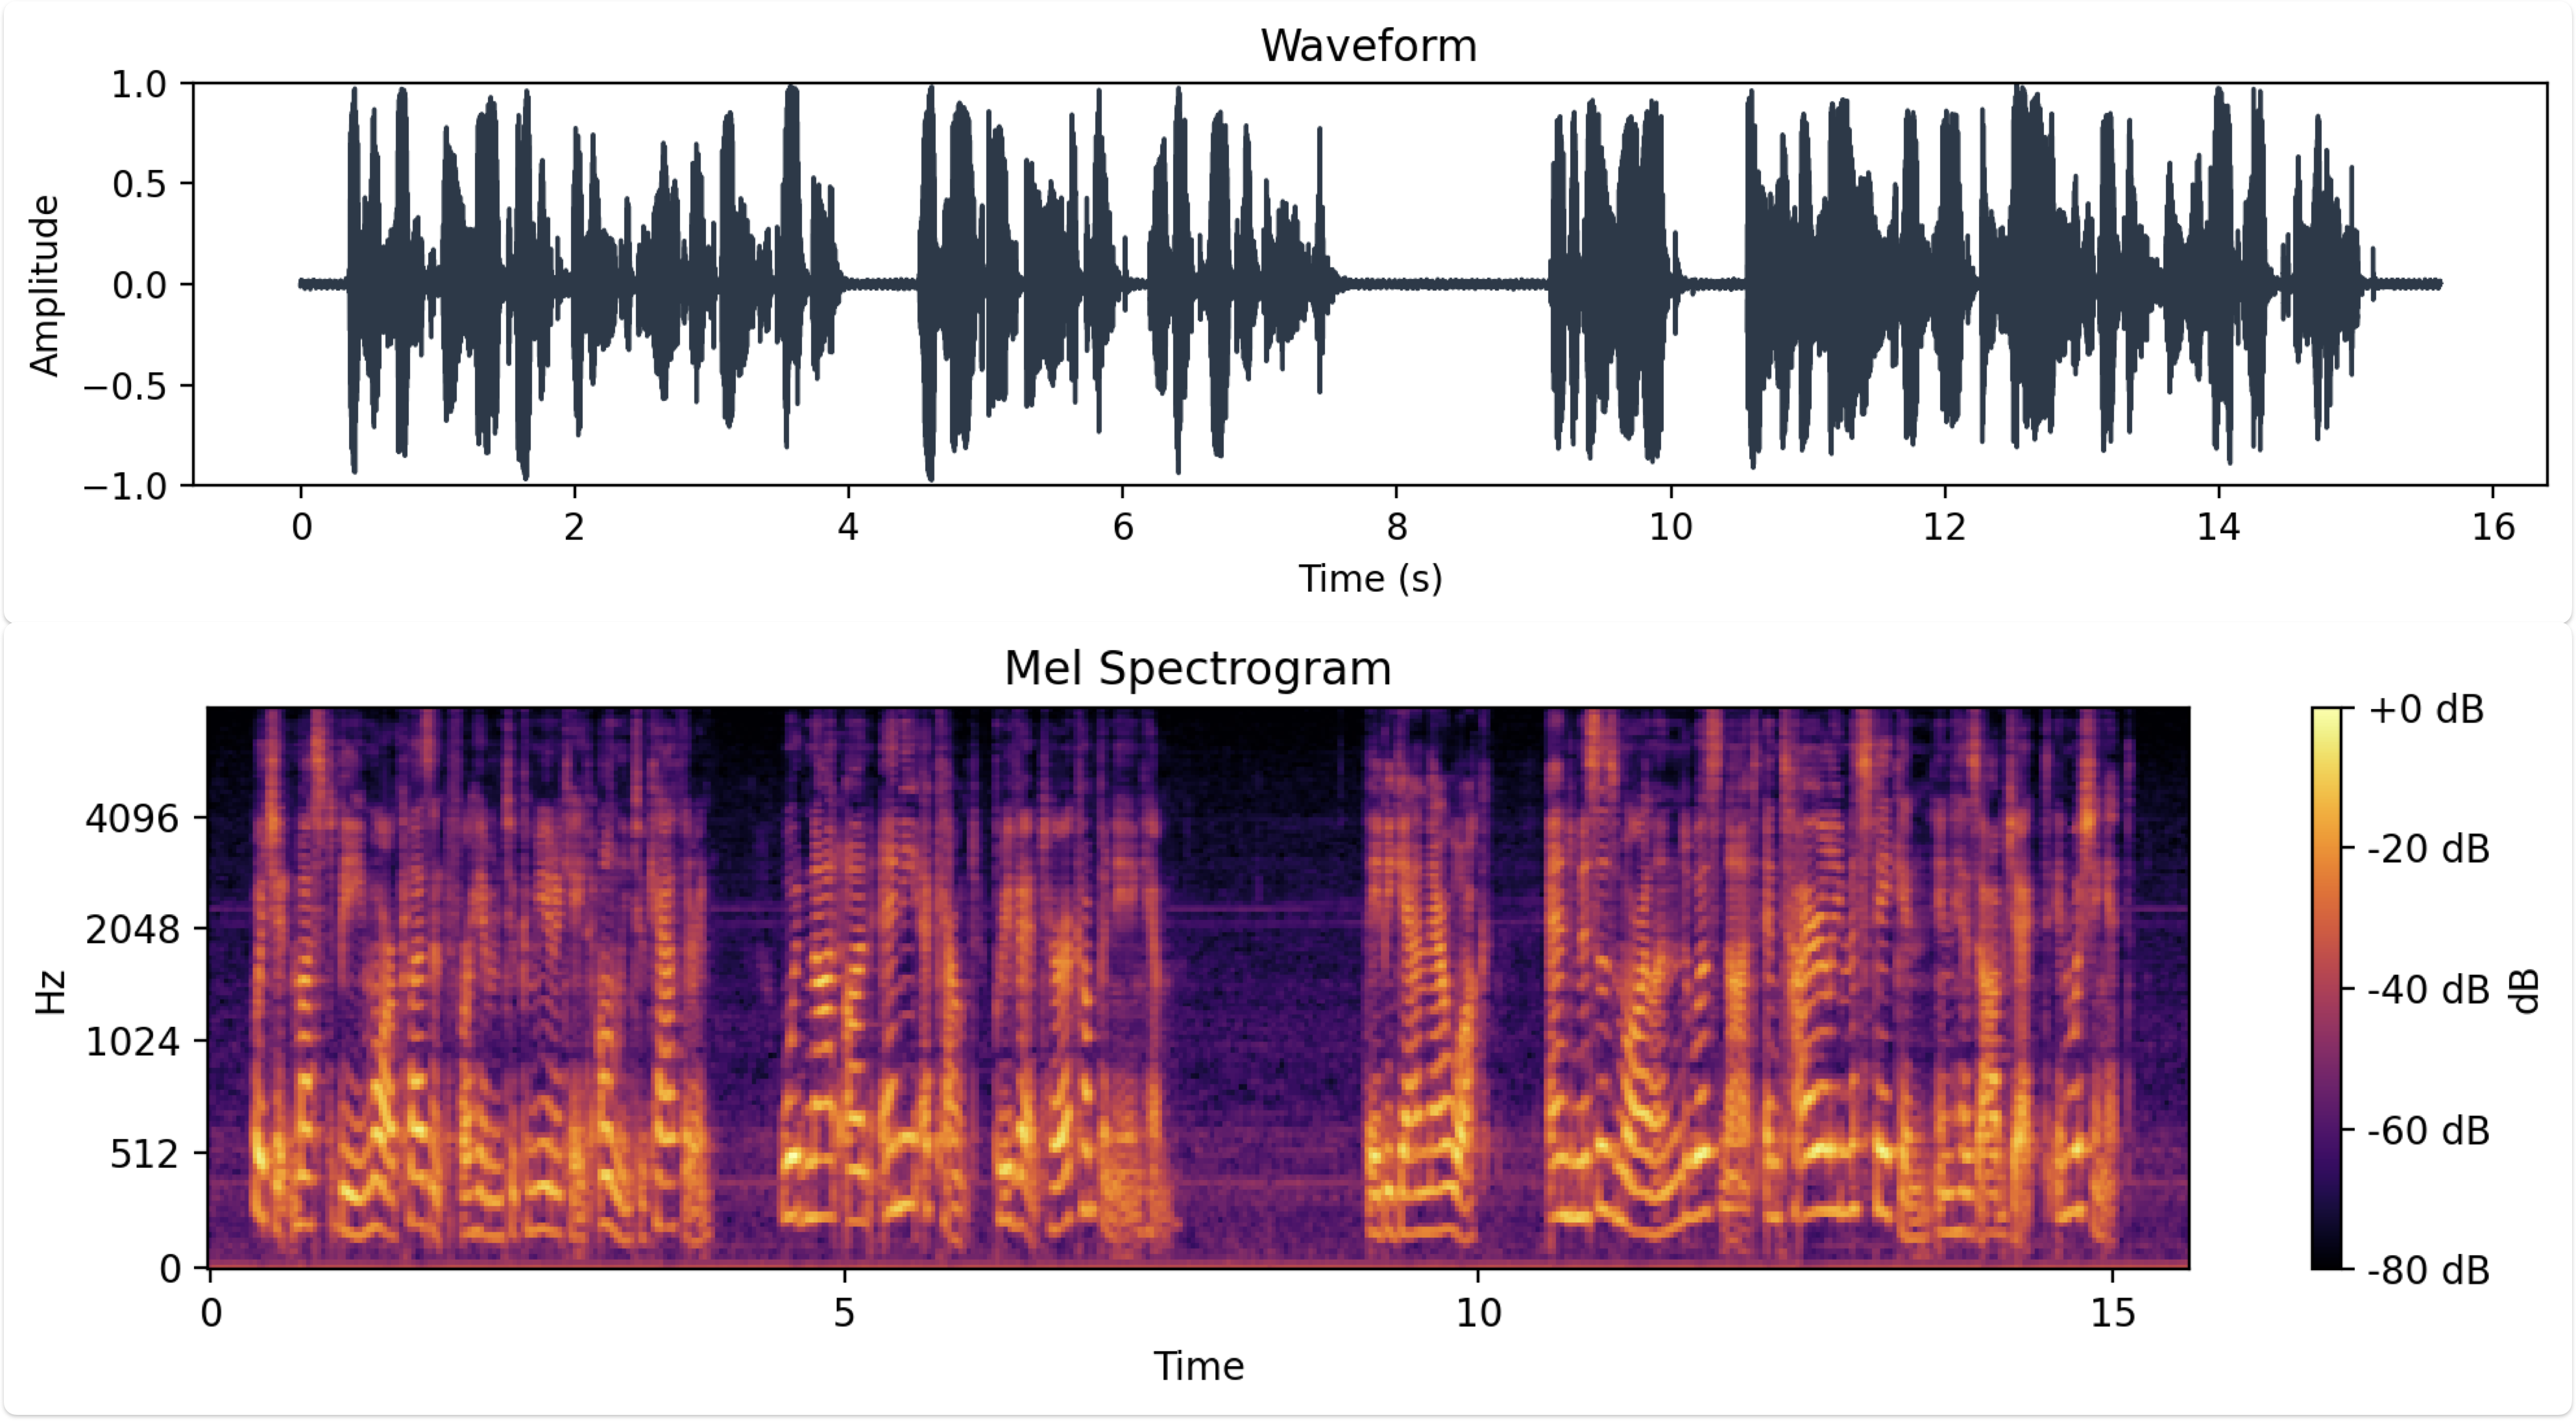 Waveform
1.0
0.5
0.0
−0.5
−1.0
Amplitude
0 2 4 6 8 10 12 14 16
Time (s)
Mel Spectrogram
4096
2048
1024
512
0
Hz
0 5 10 15
Time
+0 dB
-20 dB
-40 dB
-60 dB
-80 dB
dB